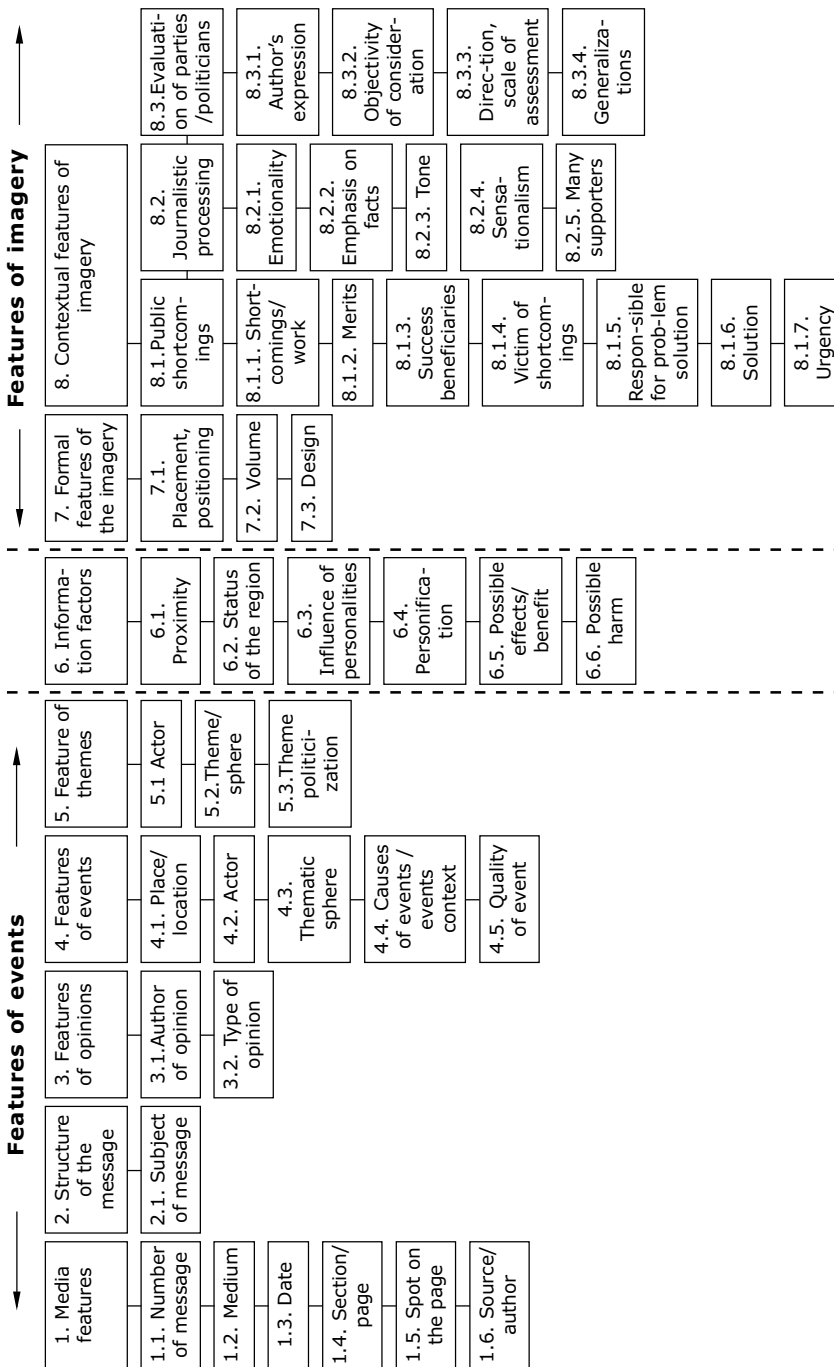 Features of events
Features of imagery
1. Media
features
1.1. Number
of message
1.2. Medium
1.3. Date
1.4. Section/
page
1.5. Spot on
the page
1.6. Source/
author
2. Structure
of the
message
2.1. Subject
of message
3. Features
of opinions
3.1.Author
of opinion
3.2. Type of
opinion
4. Features
of events
4.1. Place/
location
4.2. Actor
4.3.
Thematic
sphere
4.4. Causes
of events /
events
context
4.5. Quality
of event
5. Feature of
themes
5.1 Actor
5.2.Theme/
sphere
5.3.Theme
politici-
zation
6. Informa-
tion factors
6.1.
Proximity
6.2. Status
of the region
6.3.
Influence of
personalities
6.4.
Personifica-
tion
6.5. Possible
effects/
benefit
6.6. Possible
harm
7. Formal
features of
the imagery
7.1.
Placement,
positioning
7.2. Volume
7.3. Design
8. Contextual features of
imagery
8.1.Public
shortcom-
ings
8.1.1. Short-
comings/
work
8.1.2. Merits
8.1.3.
Success
beneficiaries
8.1.4.
Victim of
shortcom-
ings
8.1.5.
Respon-sible
for prob-lem
solution
8.1.6.
Solution
8.1.7.
Urgency
8.2.
Journalistic
processing
8.2.1.
Emotionality
8.2.2.
Emphasis on
facts
8.2.3. Tone
8.2.4.
Sensa-
tionalism
8.2.5. Many
supporters
8.3.Evaluati-
on of parties
/politicians
8.3.1.
Author's
expression
8.3.2.
Objectivity
of consider-
ation
8.3.3.
Direc-tion,
scale of
assessment
8.3.4.
Generaliza-
tions